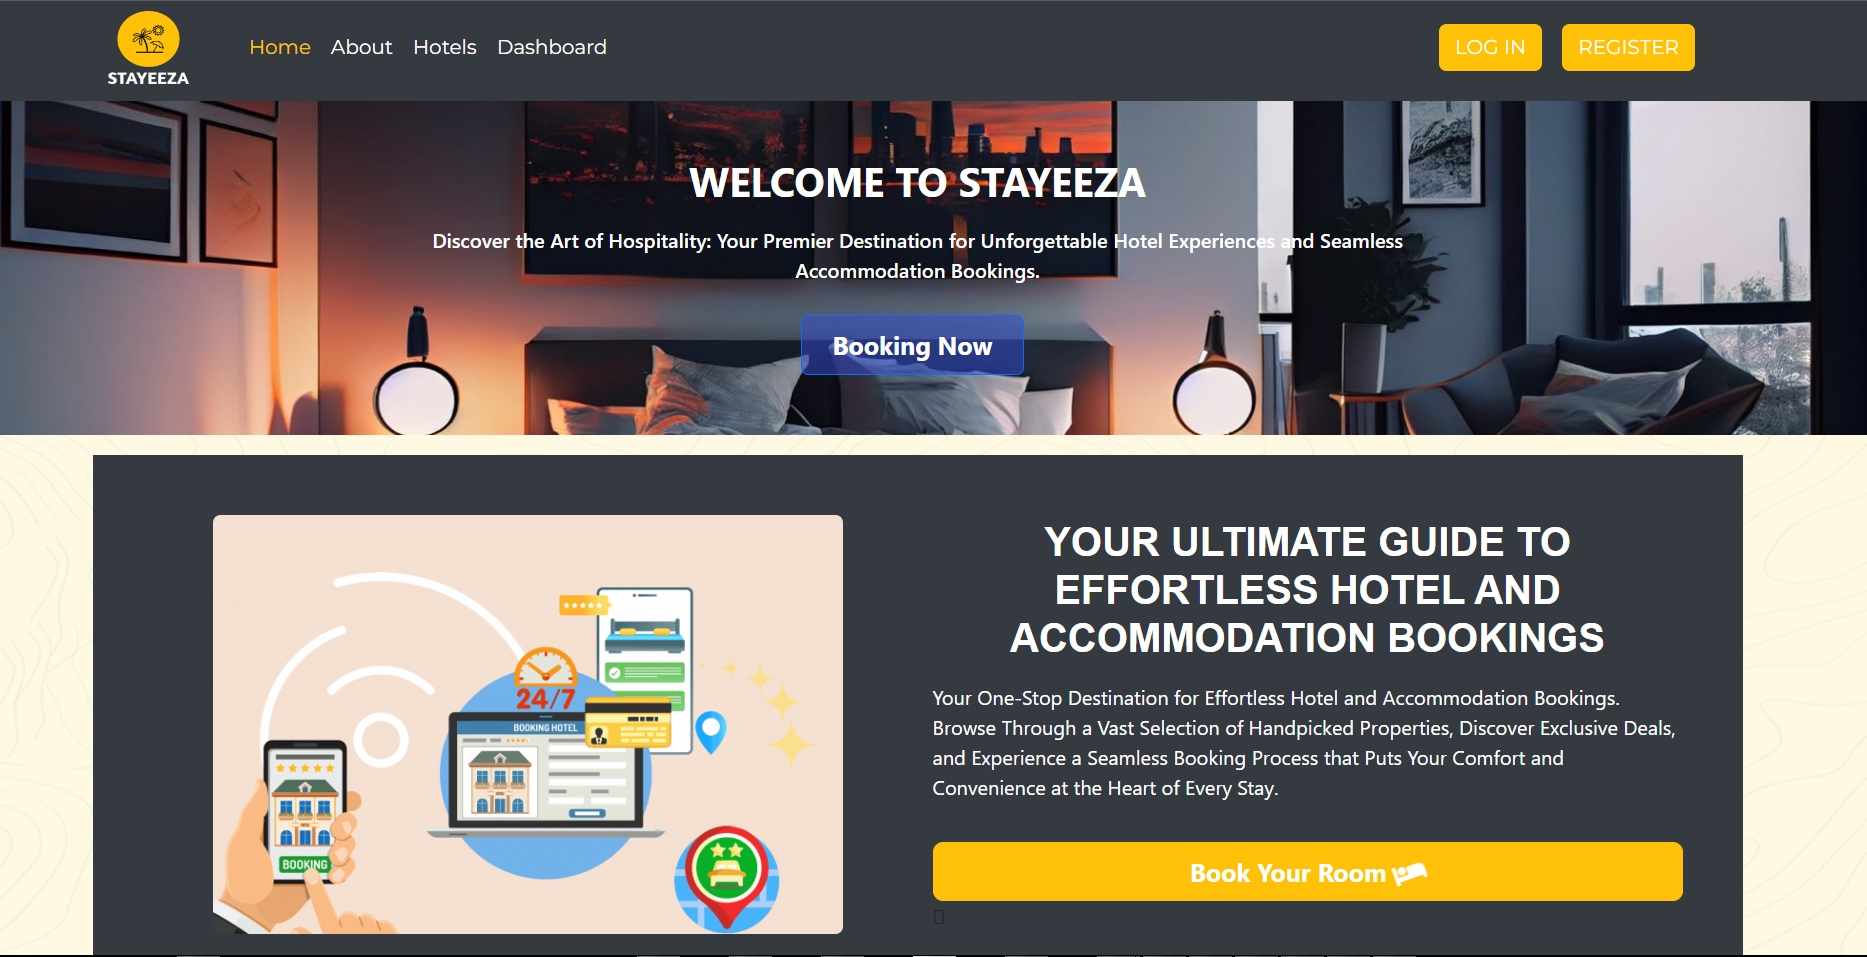 STAYEEZA
Home
About
Hotels
Dashboard
LOG IN
REGISTER
WELCOME TO STAYEEZA
Discover the Art of Hospitality: Your Premier Destination for Unforgettable Hotel Experiences and Seamless
Accommodation Bookings.
Booking Now
24/7
BOOKING HOTEL
BOOKING
YOUR ULTIMATE GUIDE TO
EFFORTLESS HOTEL AND
ACCOMMODATION BOOKINGS
Your One-Stop Destination for Effortless Hotel and Accommodation Bookings.
Browse Through a Vast Selection of Handpicked Properties, Discover Exclusive Deals,
and Experience a Seamless Booking Process that Puts Your Comfort and
Convenience at the Heart of Every Stay.
Book Your Room